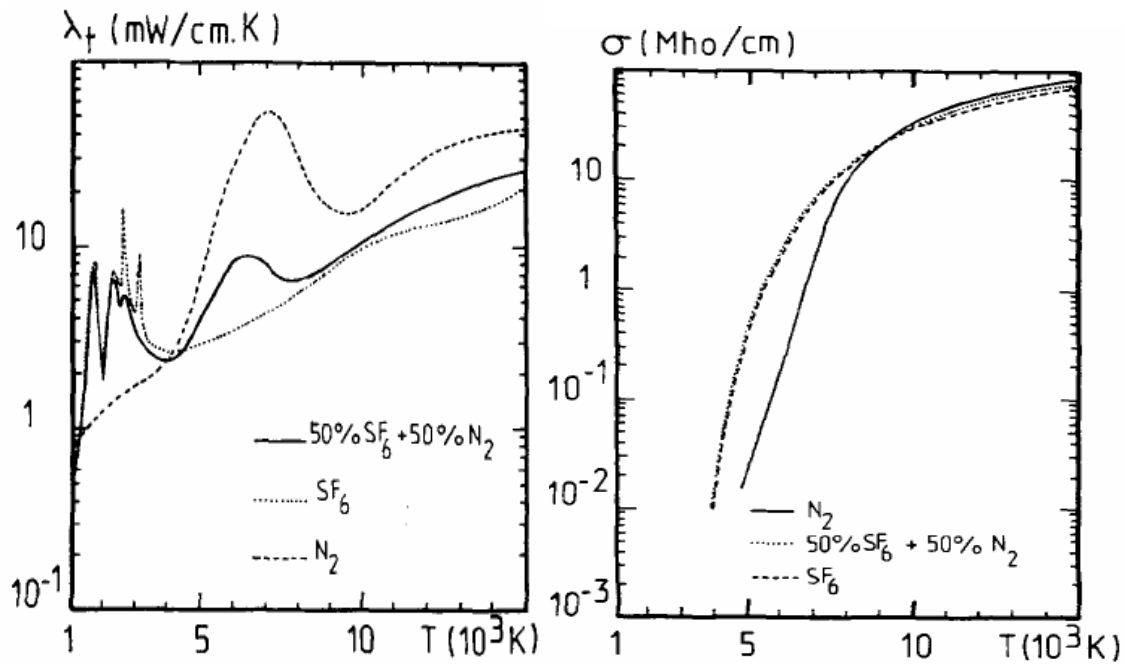 λt (mW/cm.K)
10
1
10-1
1 5 10 T (10³K)
50%SF6+50%N2
SF6
N2
σ (Mho/cm)
10
1
10-1
10-2
10-3
1 5 10 T (10³K)
N2
50%SF6 + 50% N2
SF6